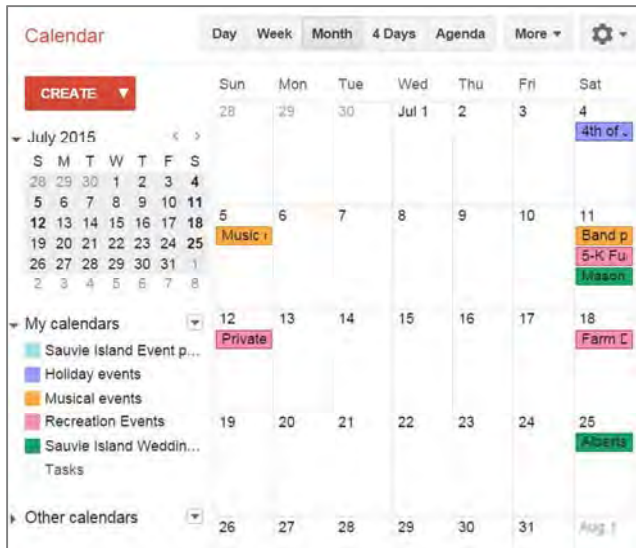 Calendar Day Week Month 4 Days Agenda More
CREATE
July 2015
S M T W T F S
28 29 30 1 2 3 4
5 6 7 8 9 10 11
12 13 14 15 16 17 18
19 20 21 22 23 24 25
26 27 28 29 30 31 1
2 3 4 5 6 7 8
My calendars
Sauvie Island Event p...
Holiday events
Musical events
Recreation Events
Sauvie Island Weddin...
Tasks
Other calendars
Sun Mon Tue Wed Thu Fri Sat
28 29 30 Jul 1 2 3 4
4th of
5 6 7 8 9 10 11
Music
Band p
5-K Fu
Mason
12 13 14 15 16 17 18
Private
Farm
19 20 21 22 23 24 25
Alberts
26 27 28 29 30 31 Aug 1